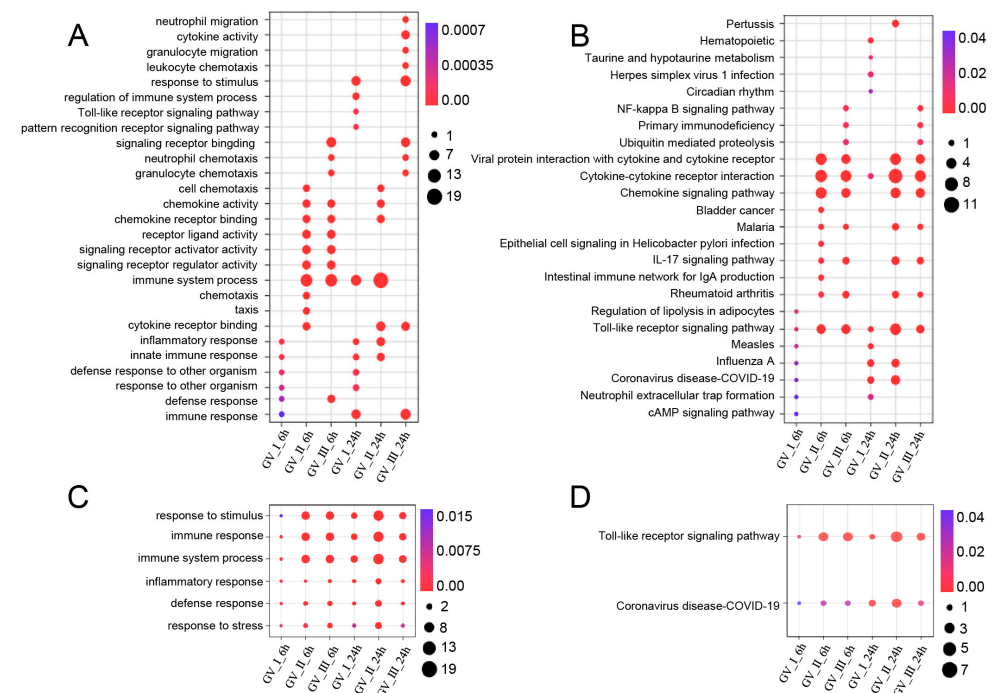 A
neutrophil migration
cytokine activity
granulocyte migration
leukocyte chemotaxis
response to stimulus
regulation of immune system process
Toll-like receptor signaling pathway
pattern recognition receptor signaling pathway
signaling receptor bingding
neutrophil chemotaxis
granulocyte chemotaxis
cell chemotaxis
chemokine activity
chemokine receptor binding
receptor ligand activity
signaling receptor activator activity
signaling receptor regulator activity
immune system process
chemotaxis
taxis
cytokine receptor binding
inflammatory response
innate immune response
defense response to other organism
response to other organism
defense response
immune response
GV_I_6h
GV_II_6h
GV_III_6h
GV_I_24h
GV_II_24h
GV_III_24h
0.0007
0.00035
0.00
1
7
13
19
B
Pertussis
Hematopoietic
Taurine and hypotaurine metabolism
Herpes simplex virus 1 infection
Circadian rhythm
NF-kappa B signaling pathway
Primary immunodeficiency
Ubiquitin mediated proteolysis
Viral protein interaction with cytokine and cytokine receptor
Cytokine-cytokine receptor interaction
Chemokine signaling pathway
Bladder cancer
Malaria
Epithelial cell signaling in Helicobacter pylori infection
IL-17 signaling pathway
Intestinal immune network for IgA production
Rheumatoid arthritis
Regulation of lipolysis in adipocytes
Toll-like receptor signaling pathway
Measles
Influenza A
Coronavirus disease-COVID-19
Neutrophil extracellular trap formation
cAMP signaling pathway
GV_I_6h
GV_II_6h
GV_III_6h
GV_I_24h
GV_II_24h
GV_III_24h
0.04
0.02
0.00
1
4
8
11
C
response to stimulus
immune response
immune system process
inflammatory response
defense response
response to stress
GV_I_6h
GV_II_6h
GV_III_6h
GV_I_24h
GV_II_24h
GV_III_24h
0.015
0.0075
0.00
2
8
13
19
D
Toll-like receptor signaling pathway
Coronavirus disease-COVID-19
GV_I_6h
GV_II_6h
GV_III_6h
GV_I_24h
GV_II_24h
GV_III_24h
0.04
0.02
0.00
1
3
5
7